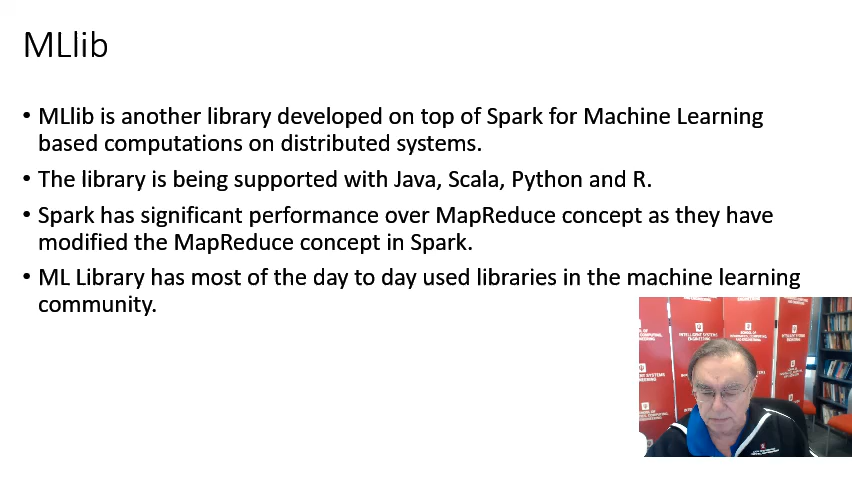 MLlib
• MLlib is another library developed on top of Spark for Machine Learning
based computations on distributed systems.
• The library is being supported with Java, Scala, Python and R.
• Spark has significant performance over MapReduce concept as they have
modified the MapReduce concept in Spark.
• ML Library has most of the day to day used libraries in the machine learning
community.
INTELLIGENT SYSTEMS
ENGINEERING